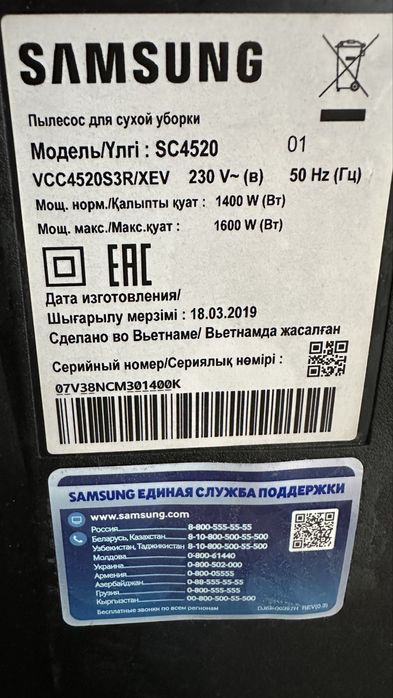 SAMSUNG
Пылесос для сухой уборки
Модель/Үлгі : SC4520 01
VCC4520S3R/XEV 230 V~ (в) 50 Hz (Гц)
Мощ. норм./Қалыпты қуат : 1400 W (Вт)
Мощ. макс./Макс.қуат : 1600 W (Вт)
EAC
Дата изготовления/
Шығарылу мерзімі : 18.03.2019
Сделано во Вьетнаме/ Вьетнамда жасалған
Серийный номер/Сериялық нөмірі :
07V38NCM301400K
SAMSUNG ЕДИНАЯ СЛУЖБА ПОДДЕРЖКИ
www.samsung.com
Россия 8-800-555-55-55
Беларусь, Казахстан 8-10-800-500-55-500
Узбекистан, Таджикистан 8-10-800-500-55-500
Молдова 0-800-61440
Украина 0-800-502-000
Армения 0-800-05555
Азербайджан 0-88-555-55-55
Грузия 0-800-555-555
Кыргызстан 00-800-500-55-500
Бесплатные звонки по всем регионам
REV(0.3)